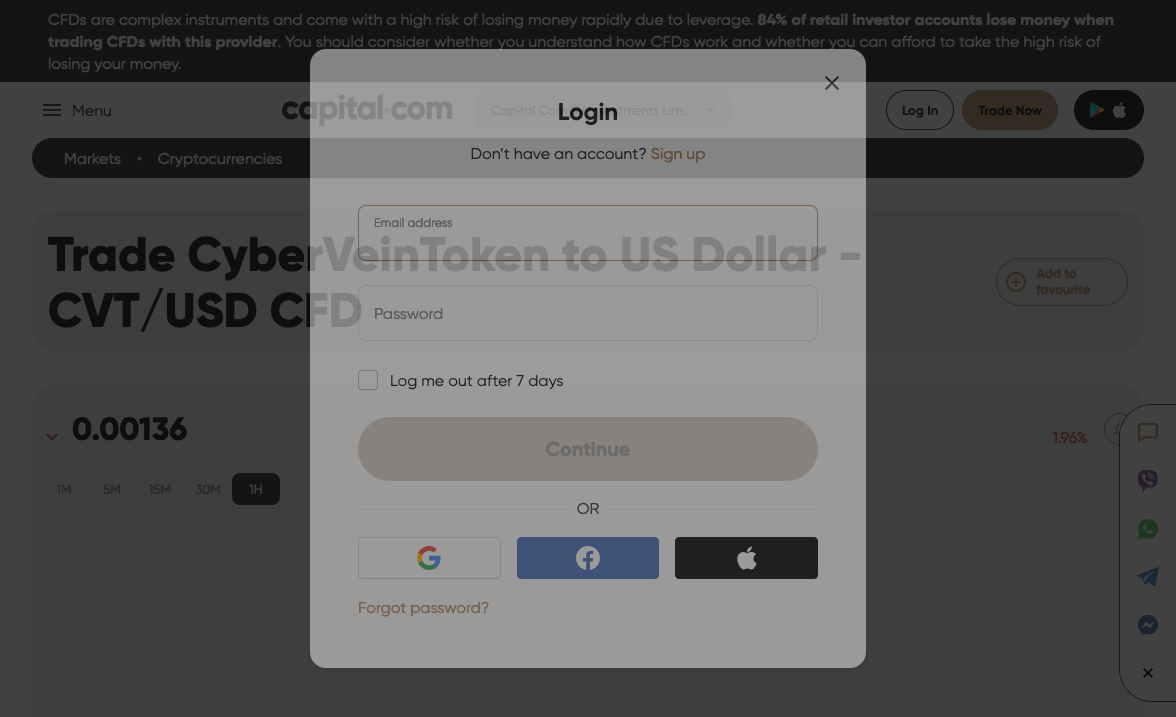 CFDs are complex instruments and come with a high risk of losing money rapidly due to leverage. 84% of retail investor accounts lose money when
trading CFDs with this provider. You should consider whether you understand how CFDs work and whether you can afford to take the high risk of
losing your money.
Menu
capital.com
Capital Com
tments Lim...
Log In
Trade Now
Login
Don't have an account? Sign up
Markets
Cryptocurrencies
Email address
Trade CyberVeinToken to US Dollar -
CVT/USD CFD
Add to
favourite
Password
Log me out after 7 days
0.00136
1.96%
Continue
1M
5M
15M
30M
1H
OR
Forgot password?